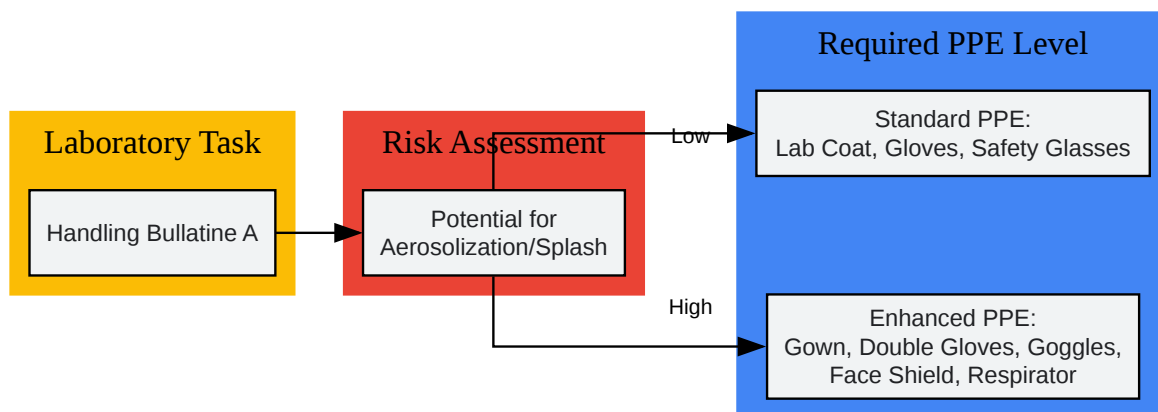 Laboratory Task
Handling Bullatine A
Risk Assessment
Potential for
Aerosolization/Splash
Low
High
Required PPE Level
Standard PPE:
Lab Coat, Gloves, Safety Glasses
Enhanced PPE:
Gown, Double Gloves, Goggles,
Face Shield, Respirator